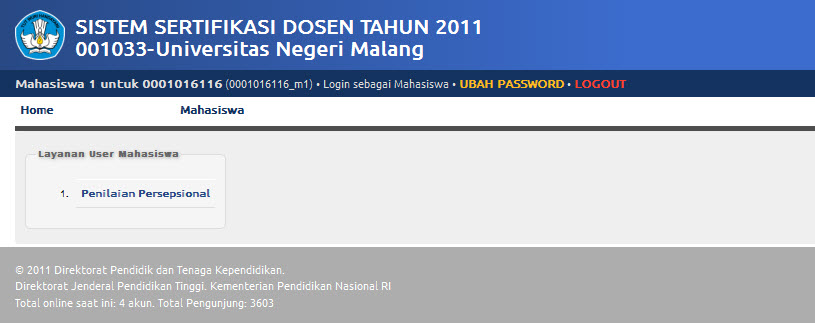 SISTEM SERTIFIKASI DOSEN TAHUN 2011
001033-Universitas Negeri Malang
Mahasiswa 1 untuk 0001016116 (0001016116_m1) • Login sebagai Mahasiswa • UBAH PASSWORD • LOGOUT
Home Mahasiswa
Layanan User Mahasiswa
1. Penilaian Persepsional
© 2011 Direktorat Pendidik dan Tenaga Kependidikan.
Direktorat Jenderal Pendidikan Tinggi. Kementerian Pendidikan Nasional RI
Total online saat ini: 4 akun. Total Pengunjung: 3603